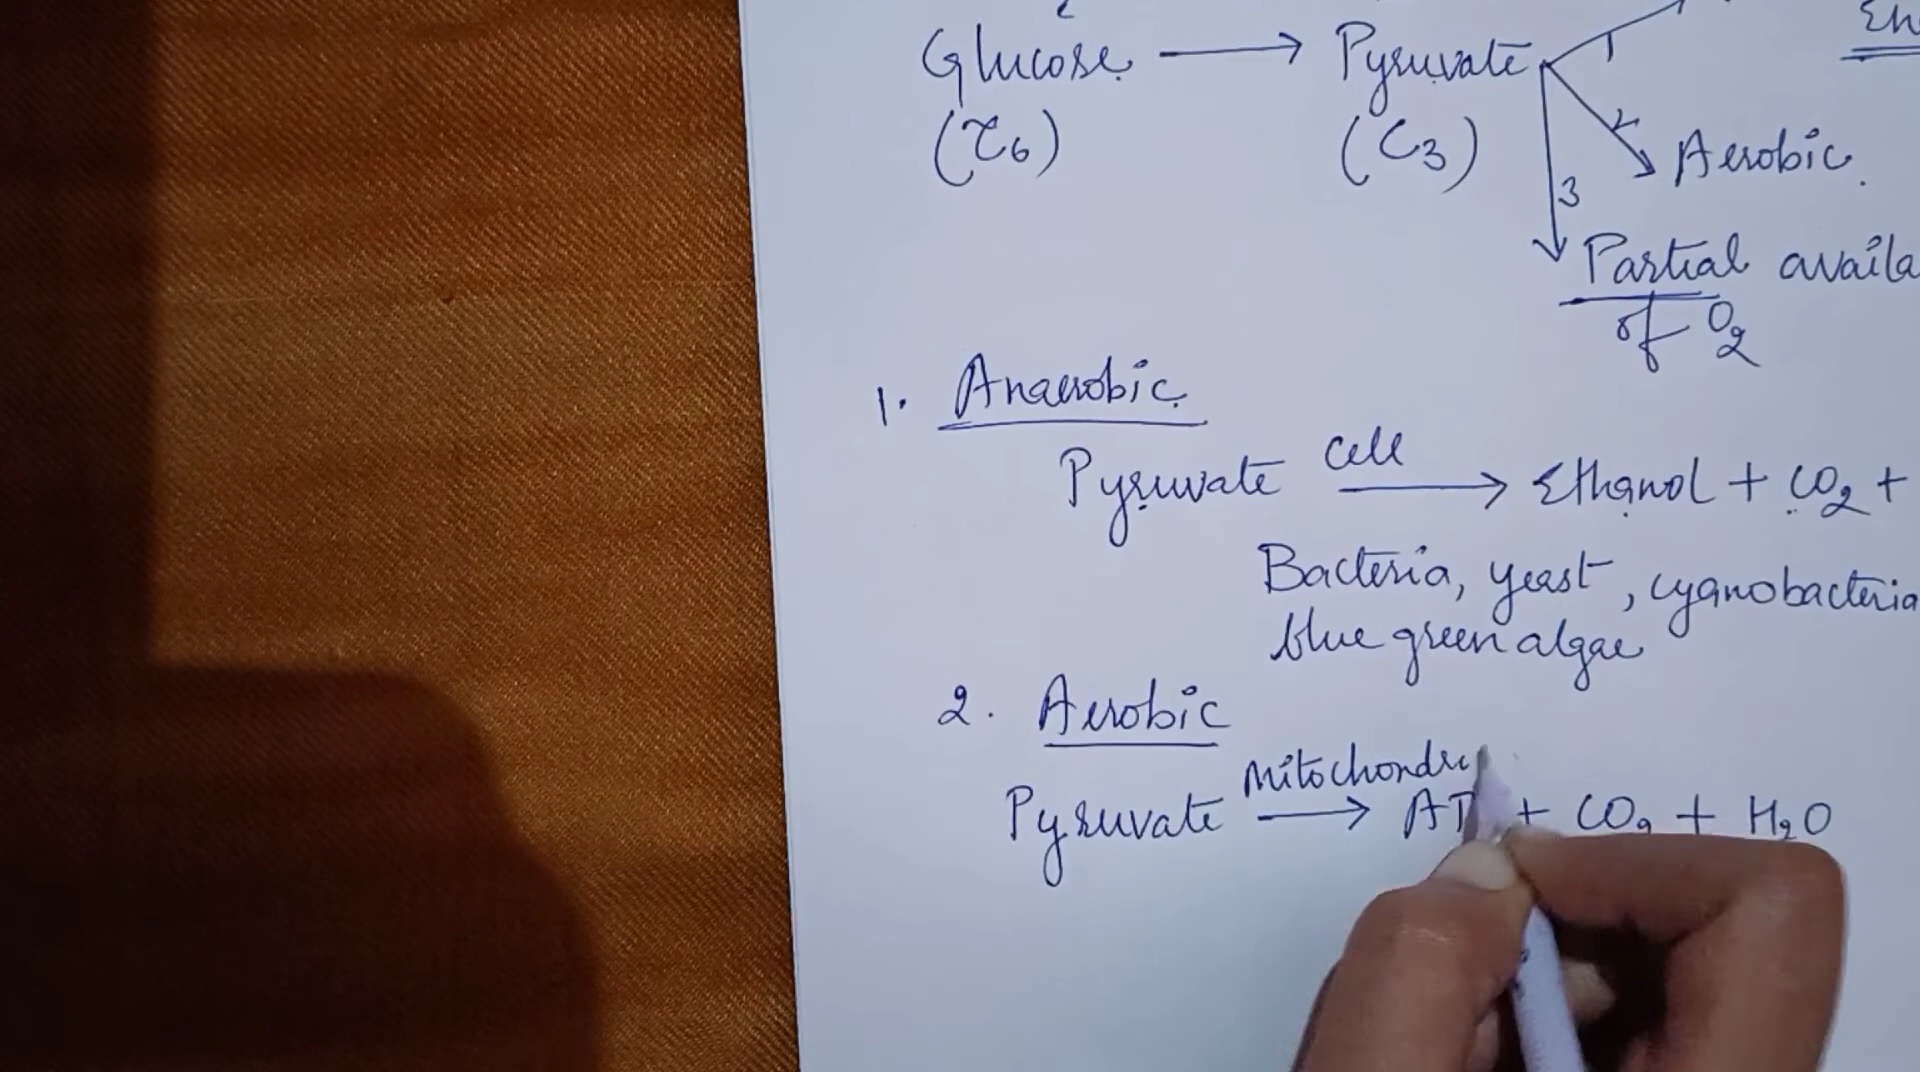 Glucose → Pyruvate 1
(C6) (C3) 2 Aerobic.
3 Partial
of O2
1. Anaerobic
cell
Pyruvate → Ethanol + CO2 +
Bacteria, yeast, cyanobacteria
blue green algae
2. Aerobic
Mitochondri
Pyruvate → AT + CO2 + H2O